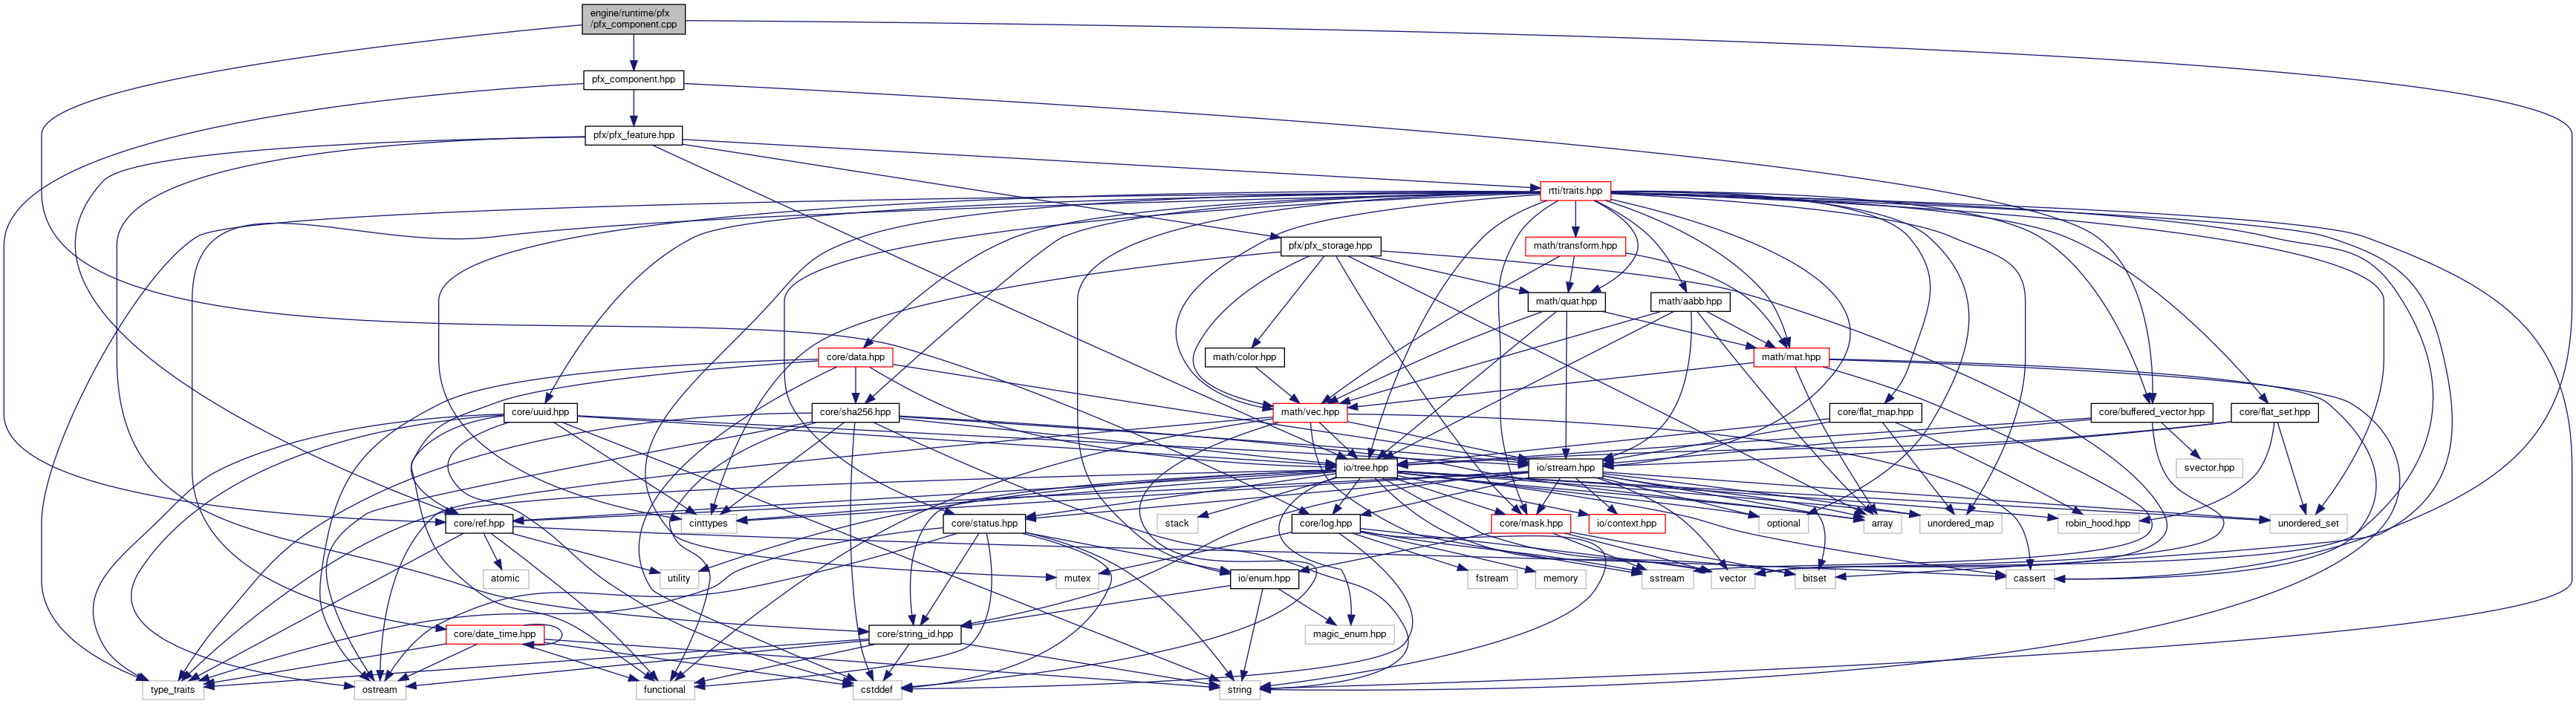 engine/runtime/pfx
/pfx_component.cpp
pfx_component.hpp
pfx/pfx_feature.hpp
rtti/traits.hpp
pfx/pfx_storage.hpp
math/transform.hpp
math/quat.hpp
math/aabb.hpp
math/color.hpp
core/data.hpp
math/mat.hpp
core/uuid.hpp
core/sha256.hpp
math/vec.hpp
core/flat_map.hpp
core/buffered_vector.hpp
core/flat_set.hpp
io/tree.hpp
io/stream.hpp
svector.hpp
core/ref.hpp
cinttypes
stack
core/status.hpp
core/log.hpp
core/mask.hpp
io/context.hpp
optional
array
unordered_map
robin_hood.hpp
unordered_set
atomic
utility
mutex
io/enum.hpp
fstream
memory
sstream
vector
bitset
cassert
core/date_time.hpp
core/string_id.hpp
magic_enum.hpp
type_traits
ostream
functional
cstddef
string